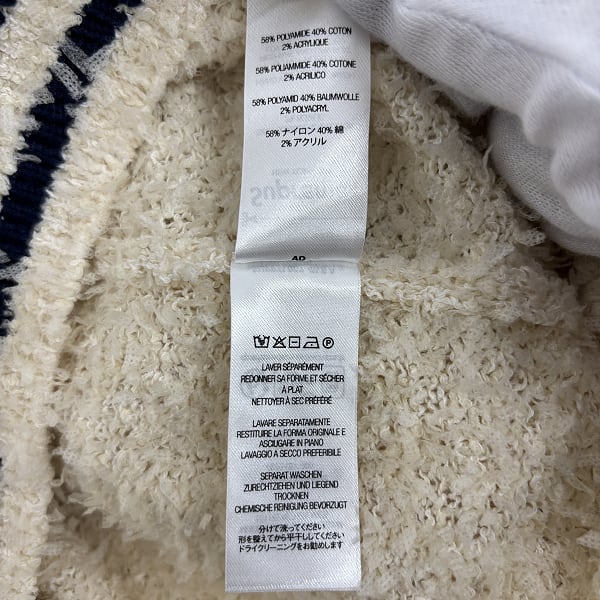 58% POLYAMIDE 40% COTON
2% ACRYLIQUE
58% POLIAMMIDE 40% COTONE
2% ACRILICO
58% POLYAMID 40% BAUMWOLLE
2% POLYACRYL
58% ナイロン 40% 綿
2% アクリル
AD
LAVER SÉPARÉMENT
REDONNER SA FORME ET SÉCHER
À PLAT
NETTOYER À SEC PRÉFÉRÉ
LAVARE SEPARATAMENTE
RESTITUIRE LA FORMA ORIGINALE E
ASCIUGARE IN PIANO
LAVAGGIO A SECCO PREFERIBILE
SEPARAT WASCHEN
ZURECHTZIEHEN UND LIEGEND
TROCKNEN
CHEMISCHE REINIGUNG BEVORZUGT
分けて洗ってください
形を整えてから平干ししてください
ドライクリーニングをお勧めします